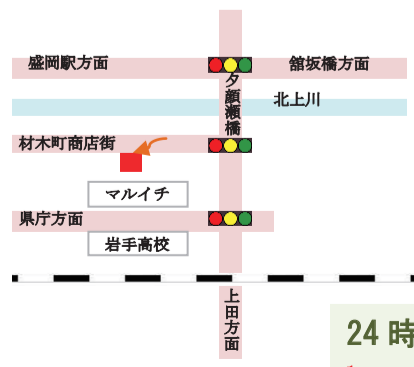 盛岡駅方面
舘坂橋方面
夕顔瀬橋
北上川
材木町商店街
マルイチ
県庁方面
岩手高校
上田方面
24 時